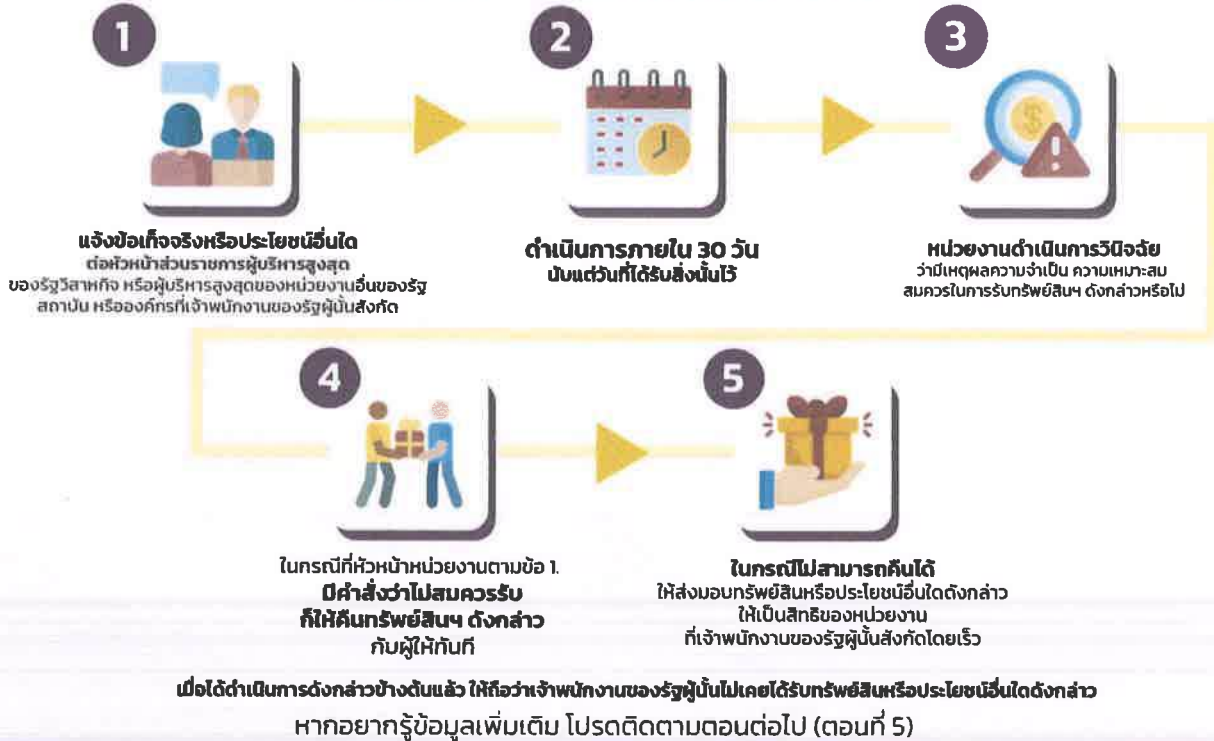 1
2
3
แจ้งข้อเท็จจริงหรือประโยชน์อื่นใด
ต่อหัวหน้าส่วนราชการผู้บริหารสูงสุด
ของรัฐวิสาหกิจ หรือผู้บริหารสูงสุดของหน่วยงานอื่นของรัฐ
สถาบัน หรือองค์กรที่เจ้าพนักงานของรัฐผู้นั้นสังกัด
ดำเนินการภายใน 30 วัน
นับแต่วันที่ได้รับสิ่งนั้นไว้
หน่วยงานดำเนินการวินิจฉัย
ว่ามีเหตุผลความจำเป็น ความเหมาะสม
สมควรในการรับทรัพย์สินฯ ดังกล่าวหรือไม่
4
5
ในกรณีที่หัวหน้าหน่วยงานตามข้อ 1.
มีคำสั่งว่าไม่สมควรรับ
ก็ให้คืนทรัพย์สินฯ ดังกล่าว
กับผู้ให้ทันที
ในกรณีไม่สามารถคืนได้
ให้ส่งมอบทรัพย์สินหรือประโยชน์อื่นใดดังกล่าว
ให้เป็นสิทธิของหน่วยงาน
ที่เจ้าพนักงานของรัฐผู้นั้นสังกัดโดยเร็ว
เมื่อได้ดำเนินการดังกล่าวข้างต้นแล้ว ให้ถือว่าเจ้าพนักงานของรัฐผู้นั้นไม่เคยได้รับทรัพย์สินหรือประโยชน์อื่นใดดังกล่าว
หากอยากรู้ข้อมูลเพิ่มเติม โปรดติดตามตอนต่อไป (ตอนที่ 5)